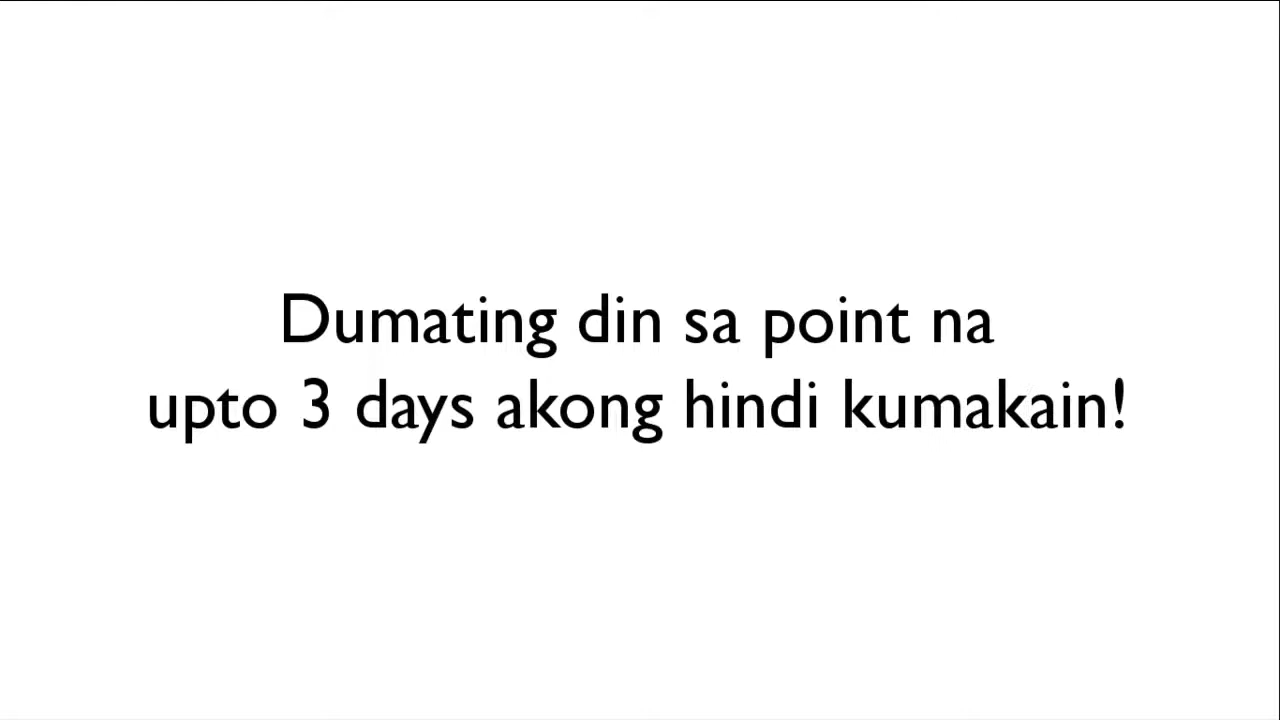 Dumating din sa point na
upto 3 days akong hindi kumakain!